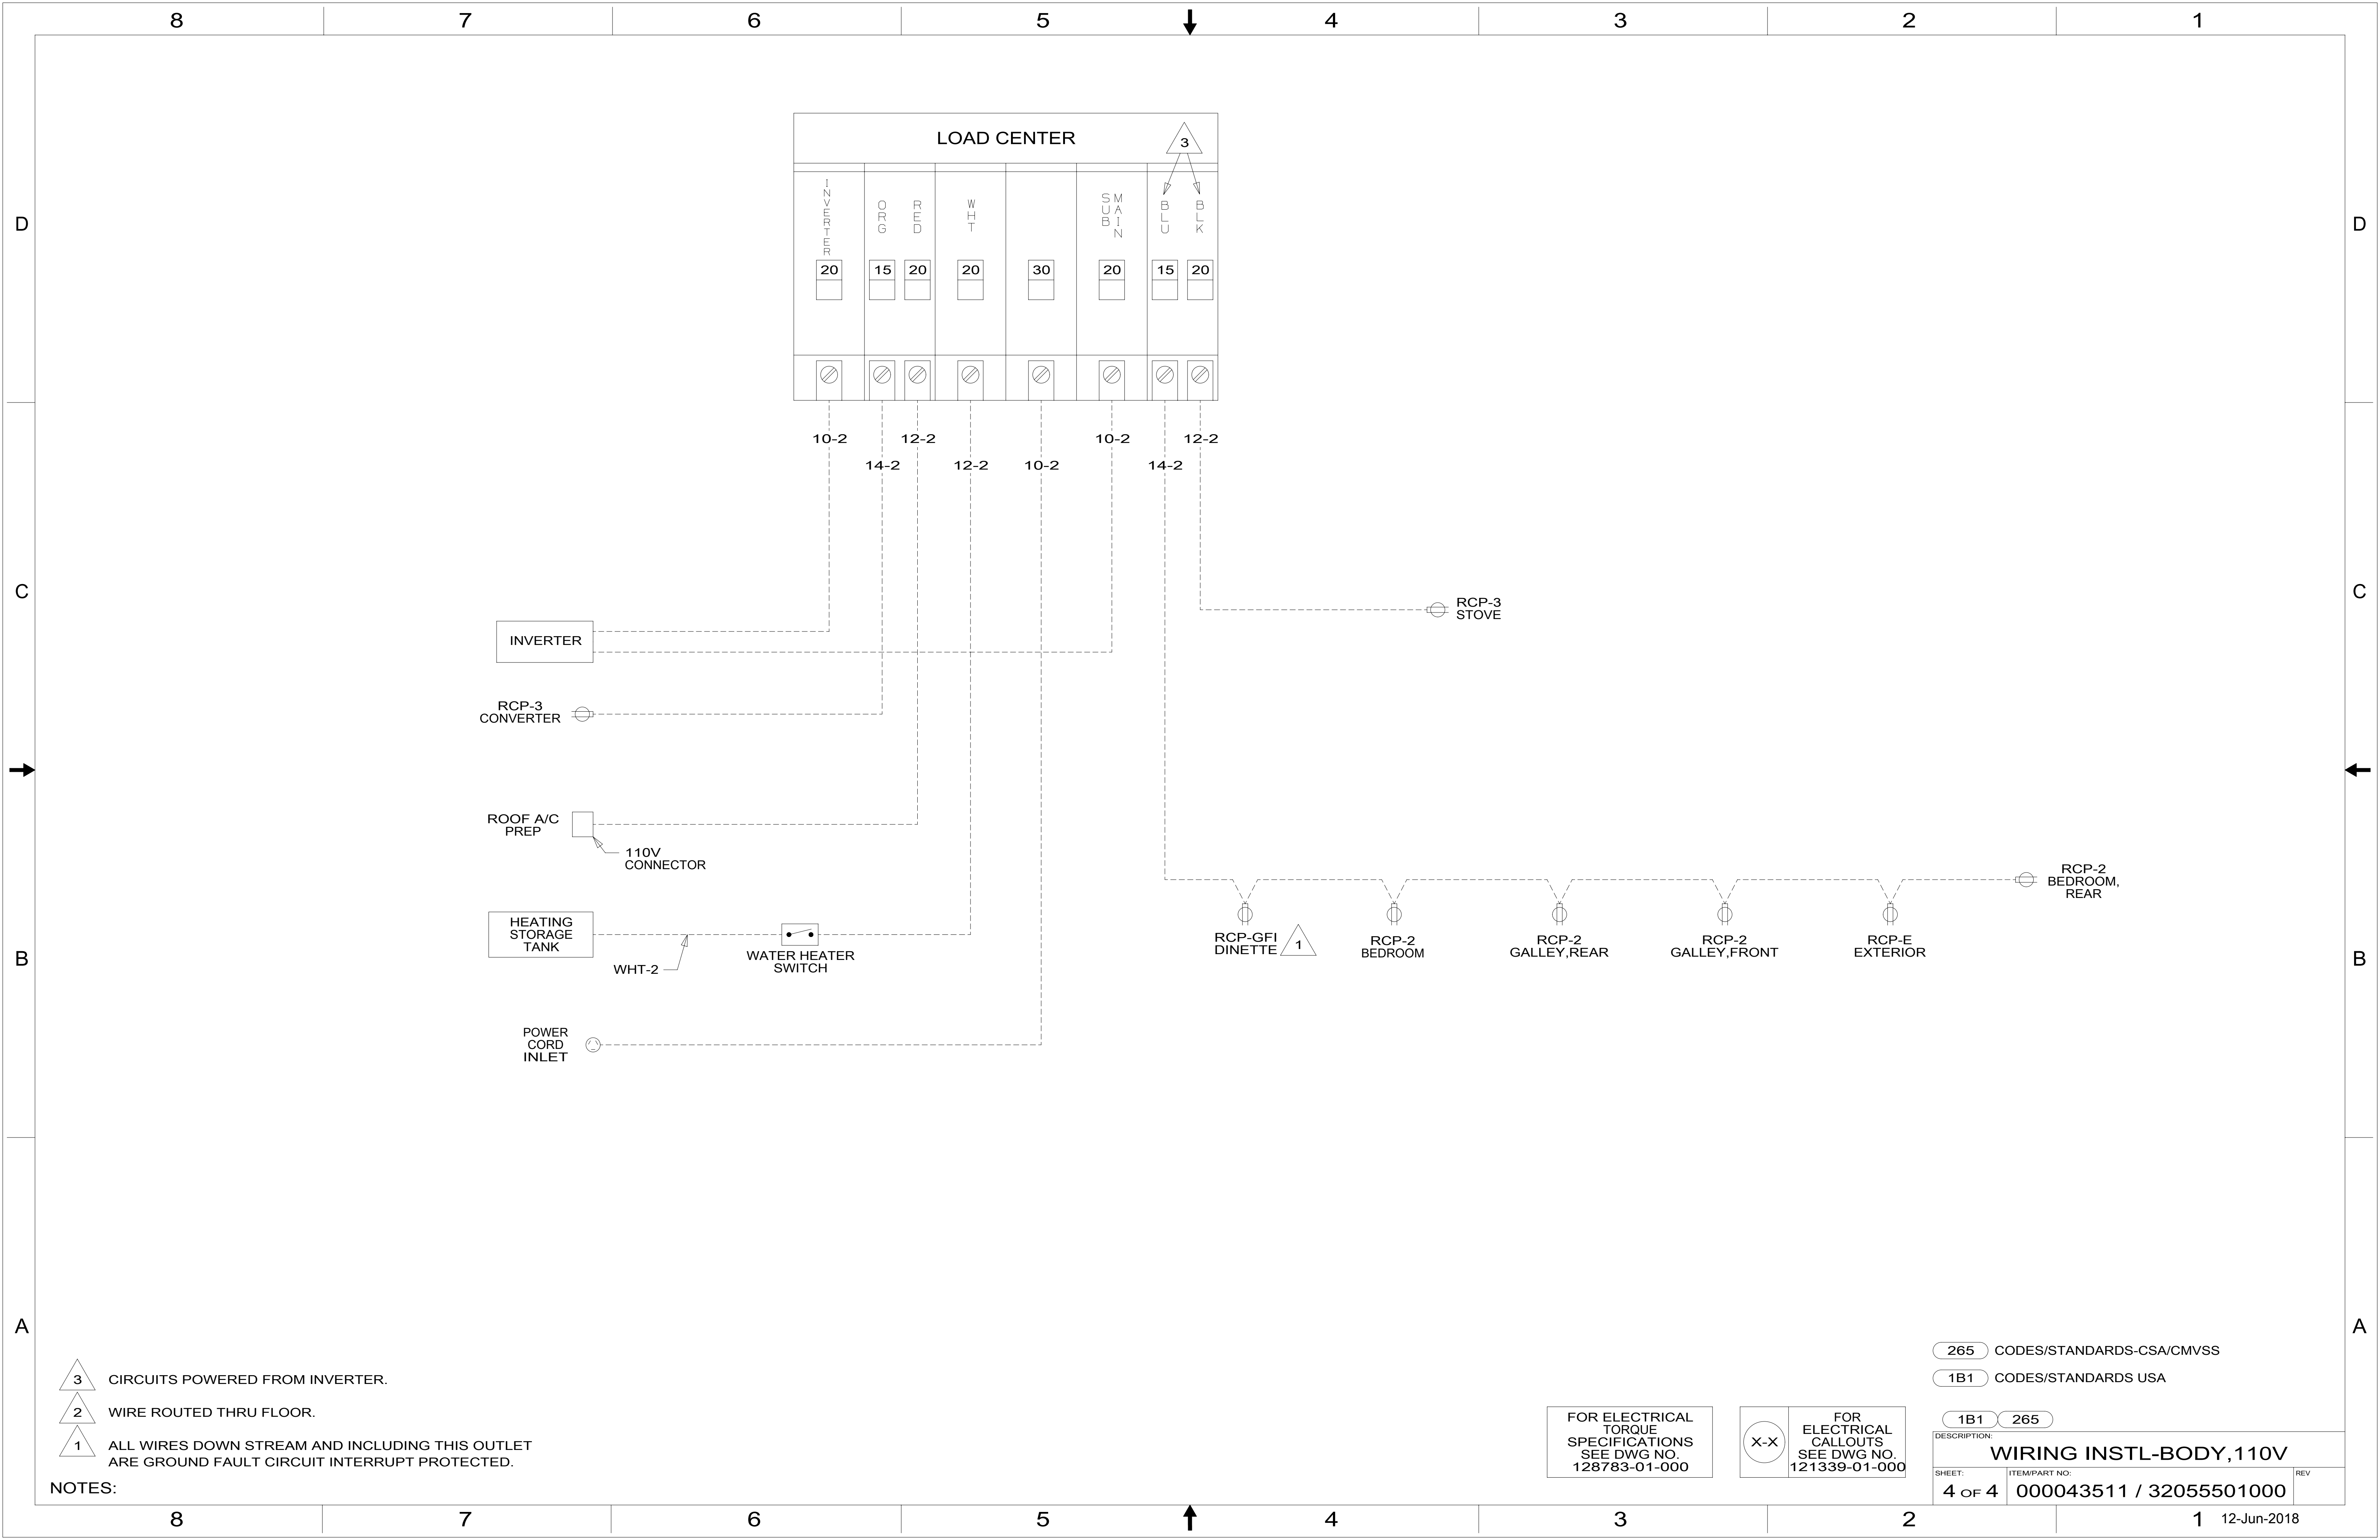 8 7 6 5 4 3 2 1
LOAD CENTER
3
INVERTER
ORG
RED
WHT
SUB
MAIN
BLU
BLK
D
D
20 15 20 20 30 20 15 20
10-2 12-2 10-2 12-2
14-2 12-2 10-2 14-2
C
C
INVERTER
RCP-3
STOVE
RCP-3
CONVERTER
ROOF A/C
PREP
110V
CONNECTOR
HEATING
STORAGE
TANK
WHT-2
WATER HEATER
SWITCH
POWER
CORD
INLET
RCP-GFI
DINETTE
1
RCP-2
BEDROOM
RCP-2
GALLEY,REAR
RCP-2
GALLEY,FRONT
RCP-E
EXTERIOR
RCP-2
BEDROOM,
REAR
B
B
A
A
3 CIRCUITS POWERED FROM INVERTER.
2 WIRE ROUTED THRU FLOOR.
1 ALL WIRES DOWN STREAM AND INCLUDING THIS OUTLET
ARE GROUND FAULT CIRCUIT INTERRUPT PROTECTED.
NOTES:
FOR ELECTRICAL
TORQUE
SPECIFICATIONS
SEE DWG NO.
128783-01-000
X-X
FOR
ELECTRICAL
CALLOUTS
SEE DWG NO.
121339-01-000
265 CODES/STANDARDS-CSA/CMVSS
1B1 CODES/STANDARDS USA
1B1 265
DESCRIPTION:
WIRING INSTL-BODY,110V
SHEET:
4 OF 4
ITEM/PART NO:
000043511 / 32055501000
REV
8 7 6 5 4 3 2 1
12-Jun-2018